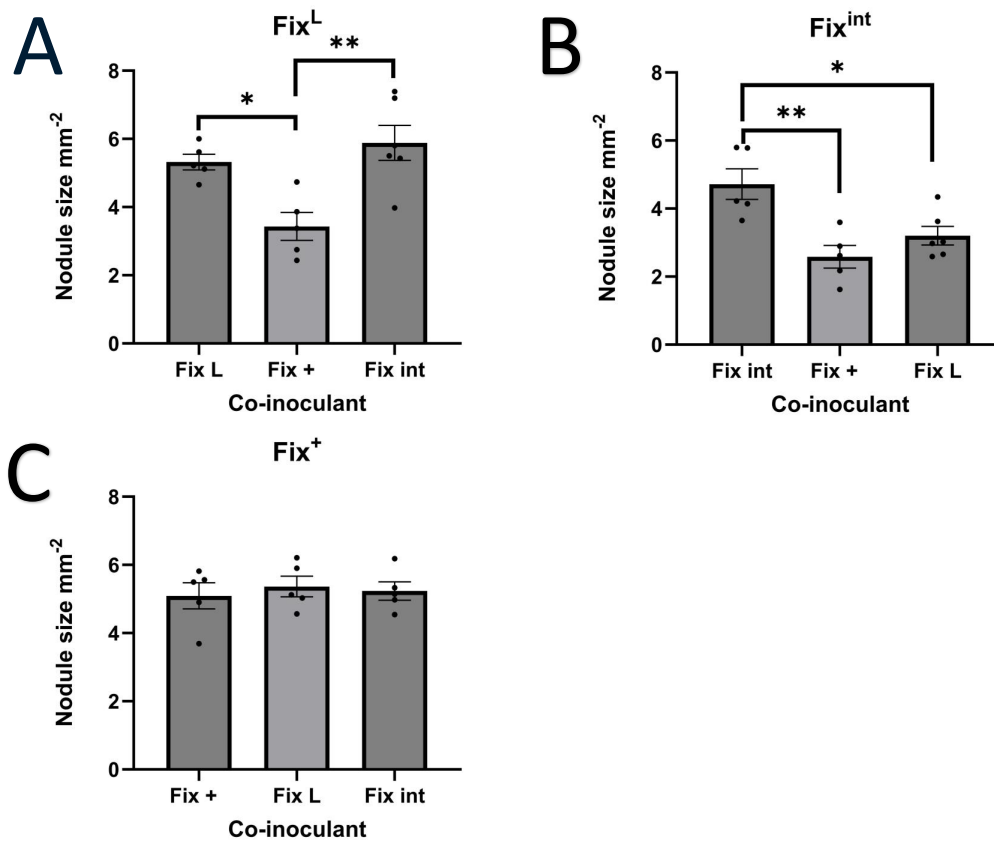 A
Fix^L
**
*
8
6
4
2
0
Nodule size mm^-2
Fix L Fix + Fix int
Co-inoculant
B
Fix^int
*
**
8
6
4
2
0
Nodule size mm^-2
Fix int Fix + Fix L
Co-inoculant
C
Fix^+
8
6
4
2
0
Nodule size mm^-2
Fix + Fix L Fix int
Co-inoculant